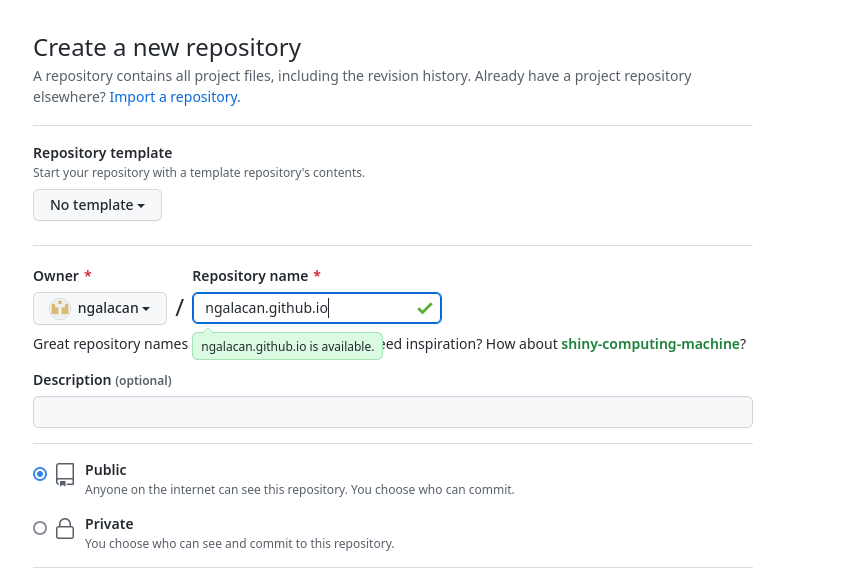 Create a new repository
A repository contains all project files, including the revision history. Already have a project repository
elsewhere? Import a repository.
Repository template
Start your repository with a template repository's contents.
No template
Owner *
Repository name *
ngalacan
/
ngalacan.github.io
Great repository names
ngalacan.github.io is available.
inspiration? How about shiny-computing-machine?
Description (optional)
Public
Anyone on the internet can see this repository. You choose who can commit.
Private
You choose who can see and commit to this repository.